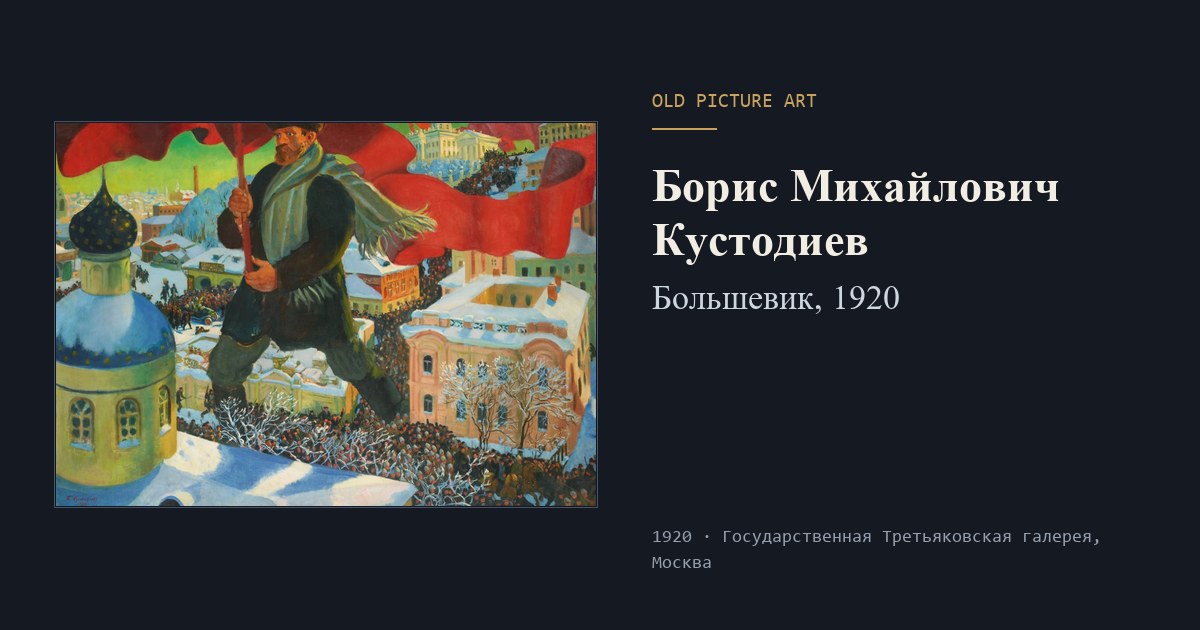 OLD PICTURE ART
Борис Михайлович
Кустодиев
Большевик, 1920
1920 · Государственная Третьяковская галерея,
Москва